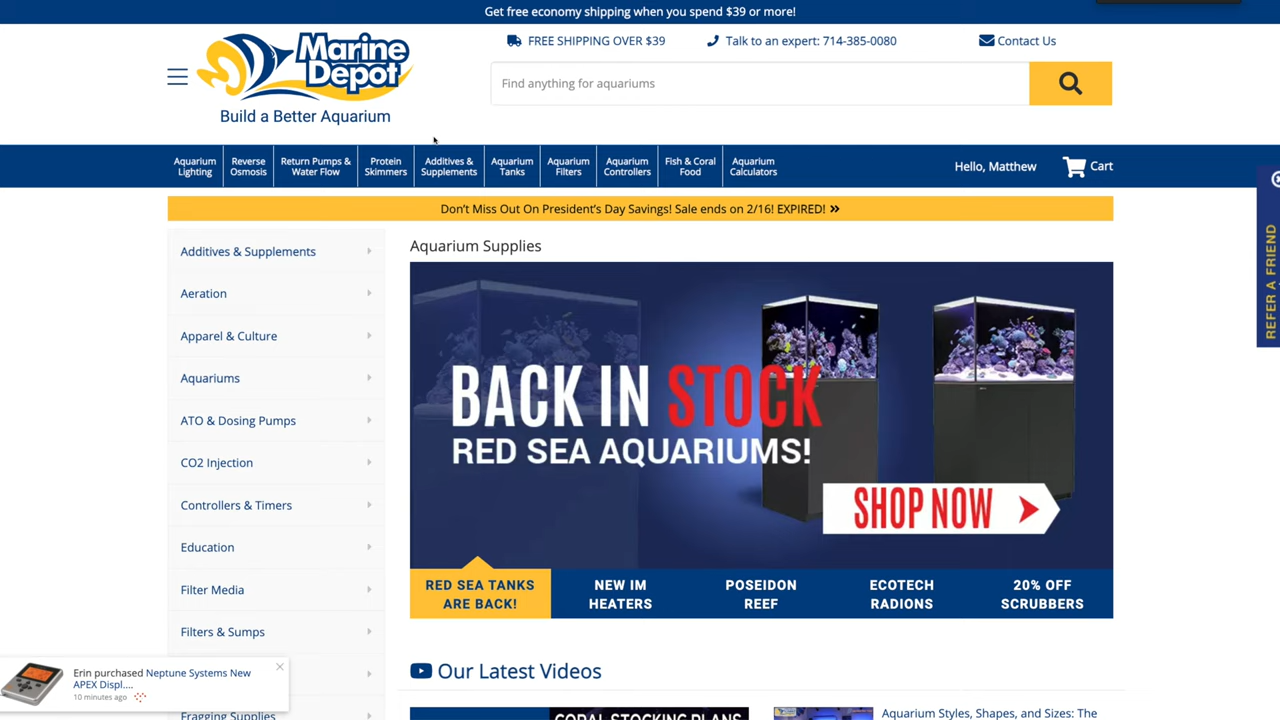 Get free economy shipping when you spend $39 or more!
Marine
Depot
Build a Better Aquarium
FREE SHIPPING OVER $39
Talk to an expert: 714-385-0080
Contact Us
Find anything for aquariums
Aquarium
Lighting
Reverse
Osmosis
Return Pumps &
Water Flow
Protein
Skimmers
Additives &
Supplements
Aquarium
Tanks
Aquarium
Filters
Aquarium
Controllers
Fish & Coral
Food
Aquarium
Calculators
Hello, Matthew
Cart
Don't Miss Out On President's Day Savings! Sale ends on 2/16! EXPIRED!
REFER A FRIEND
Additives & Supplements
Aeration
Apparel & Culture
Aquariums
ATO & Dosing Pumps
CO2 Injection
Controllers & Timers
Education
Filter Media
Filters & Sumps
Fragging Supplies
Aquarium Supplies
BACK IN STOCK
RED SEA AQUARIUMS!
SHOP NOW
RED SEA TANKS
ARE BACK!
NEW IM
HEATERS
POSEIDON
REEF
ECOTECH
RADIONS
20% OFF
SCRUBBERS
Erin purchased Neptune Systems New
APEX Displ....
10 minutes ago
Our Latest Videos
CORAL STOCKING PLANS
Aquarium Styles, Shapes, and Sizes: The